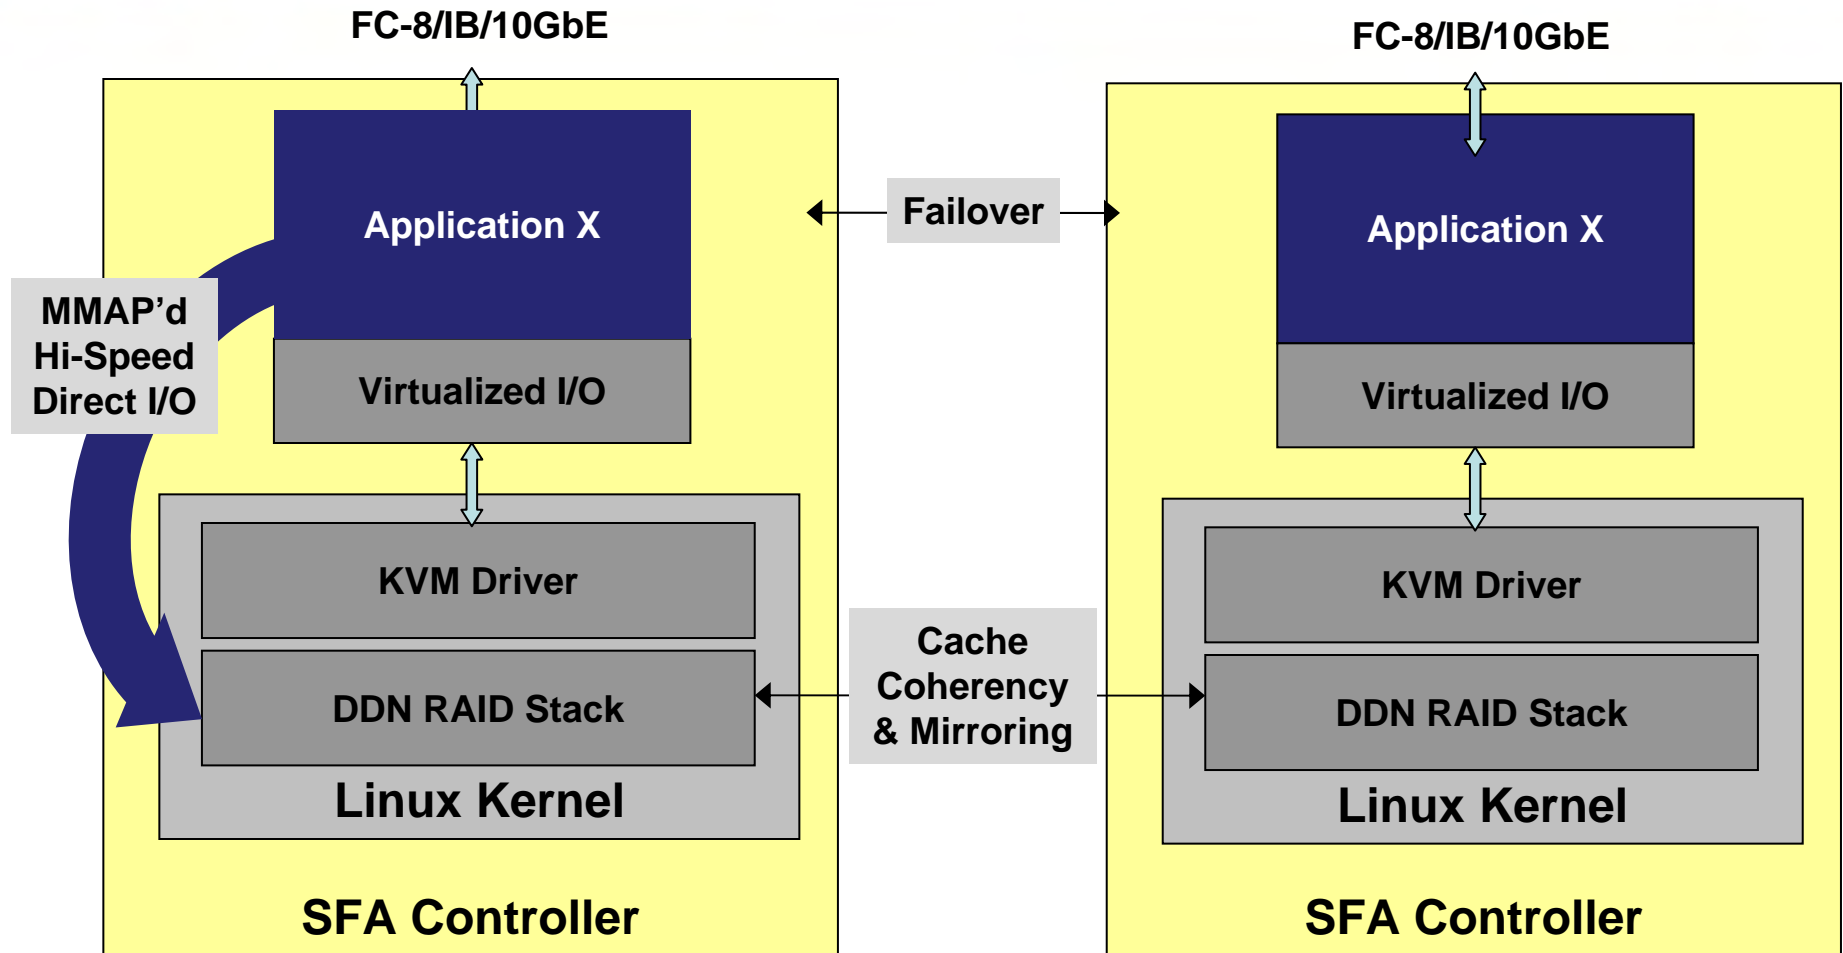 FC-8/IB/10GbE
Application X
MMAP’d
Hi-Speed
Direct I/O
Virtualized I/O
KVM Driver
DDN RAID Stack
Linux Kernel
SFA Controller
Failover
Cache
Coherency
& Mirroring
FC-8/IB/10GbE
Application X
Virtualized I/O
KVM Driver
DDN RAID Stack
Linux Kernel
SFA Controller